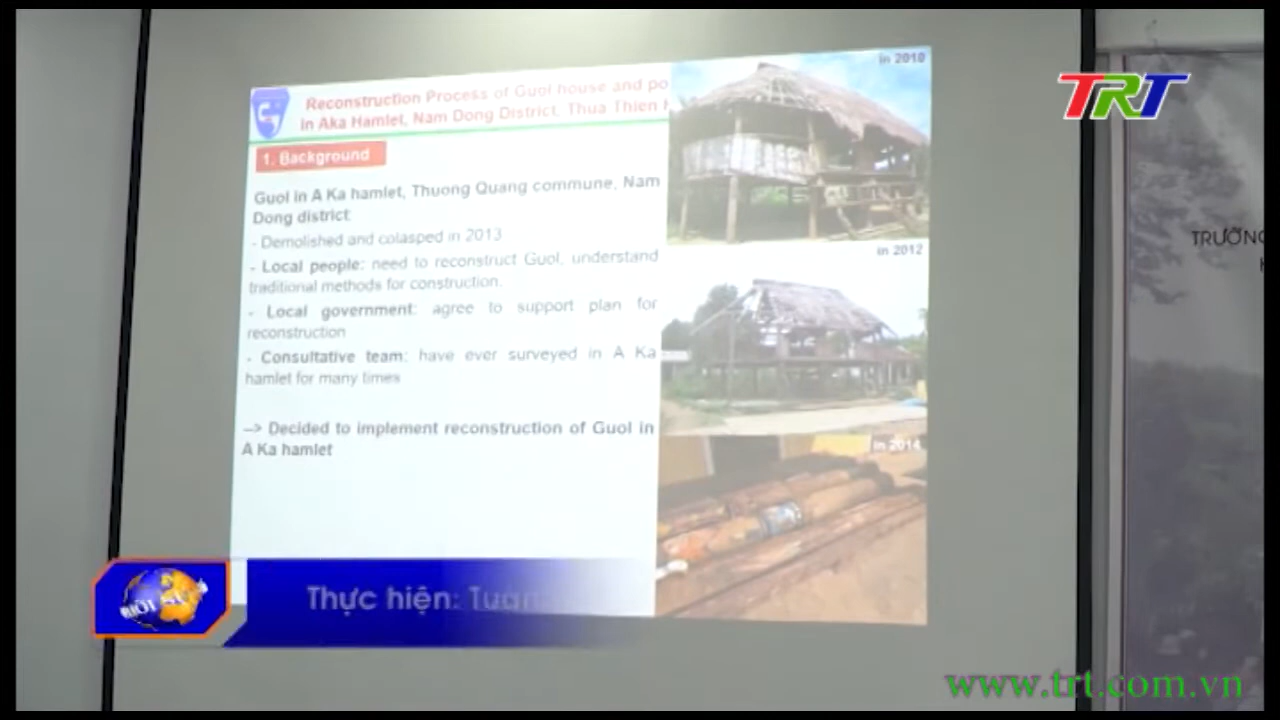 in 2010
TRT
Reconstruction Process of Guol house and po
in Aka Hamlet, Nam Dong District, Thua Thien
1. Background
Guol in A Ka hamlet, Thuong Quang commune, Nam
Dong district:
- Demolished and colasped in 2013
- Local people: need to reconstruct Guol, understand
traditional methods for construction.
- Local government: agree to support plan for
reconstruction
- Consultative team: have ever surveyed in A Ka
hamlet for many times
--> Decided to implement reconstruction of Guol in
A Ka hamlet
in 2012
in 2014
TRƯỜNG
Thực hiện: Tuấn
www.trt.com.vn